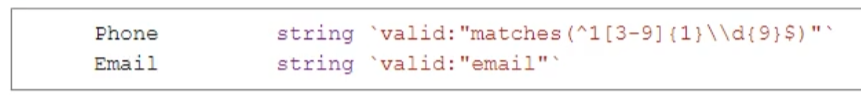 Phone string `valid:"matches(^1[3-9]{1}\\d{9}$)"`
Email string `valid:"email"`